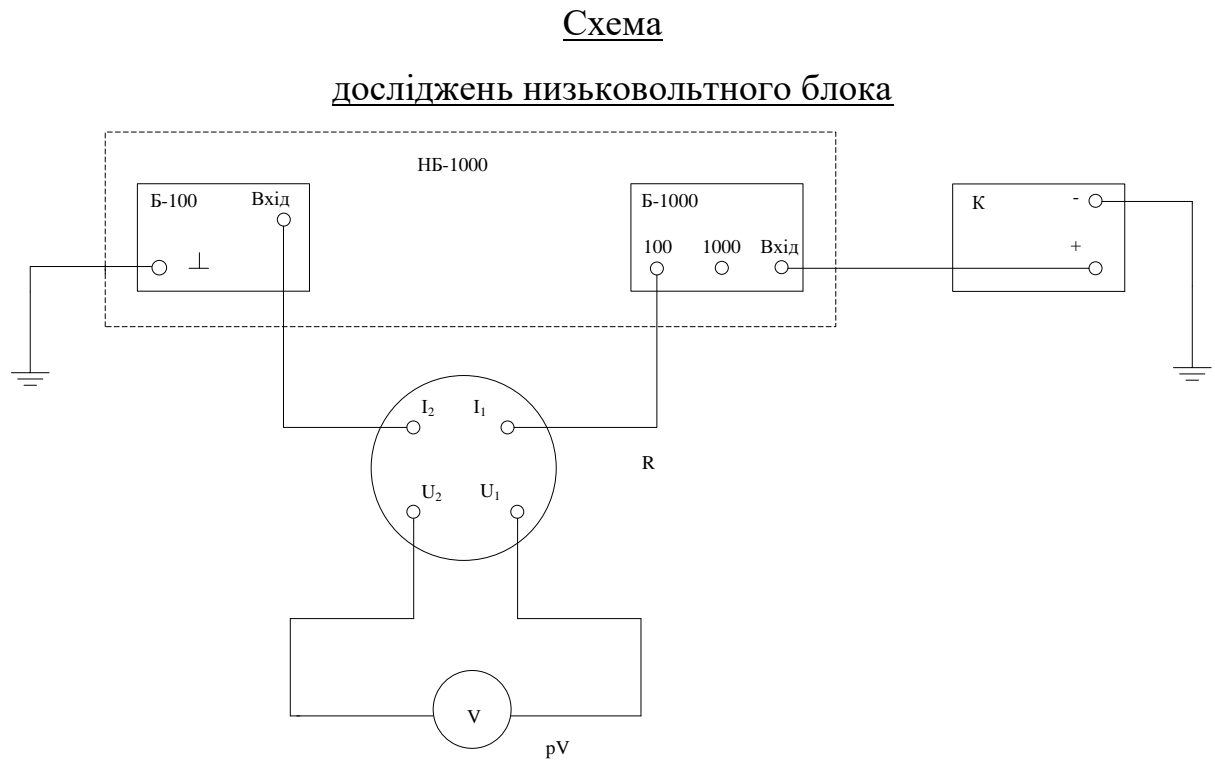 Схема
досліджень низьковольтного блока
НБ-1000
Б-100 Вхід
Б-1000
К -
100 1000 Вхід +
⊥
I₂ I₁
R
U₂ U₁
V
pV